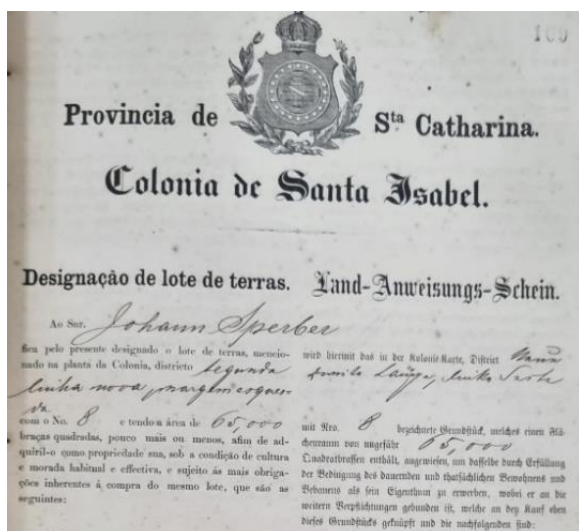 169
Provincia de Sta Catharina.
Colonia de Santa Isabel.
Designação de lote de terras.
Land-Anweisungs-Schein.
Ao Snr. Johann Sperber
fica pelo presente designado o lote de terras, mencio-
nado na planta da Colonia, districto Segunda
linha nova, margem esquer-
da
com o No. 8 e tendo a área de 65,000
braças quadradas, pouco mais ou menos, afim de ad-
quiril-o como propriedade sua, sob a condição de cultura
e morada habitual e effectiva, e sujeito ás mais obriga-
ções inherentes á compra do mesmo lote, que são as
seguintes:
wird hiermit das in der Kolonie-Karte, District
zweite linke Seite
mit Nro. 8 bezeichnete Grundstück, welches einen Flä-
chenraum von ungefähr 65,000
Quadratbrassen enthält, angewiesen, um dasselbe durch Erfüllung
der Bedingung des dauernden und thatsächlichen Bewohnens und
Bebauens als sein Eigenthum zu erwerben, wobei er an die
weitern Verpflichtungen gebunden ist, welche an den Kauf eben
dieses Grundstücks geknüpft und die nachfolgenden sind: